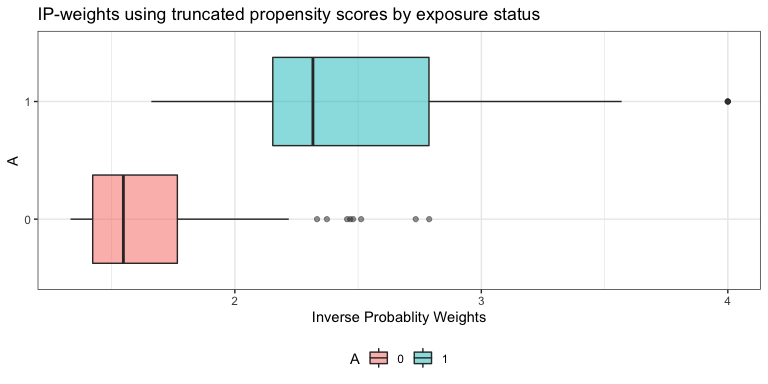 IP-weights using truncated propensity scores by exposure status
A
1
0
2
3
4
Inverse Probablity Weights
A
0
1